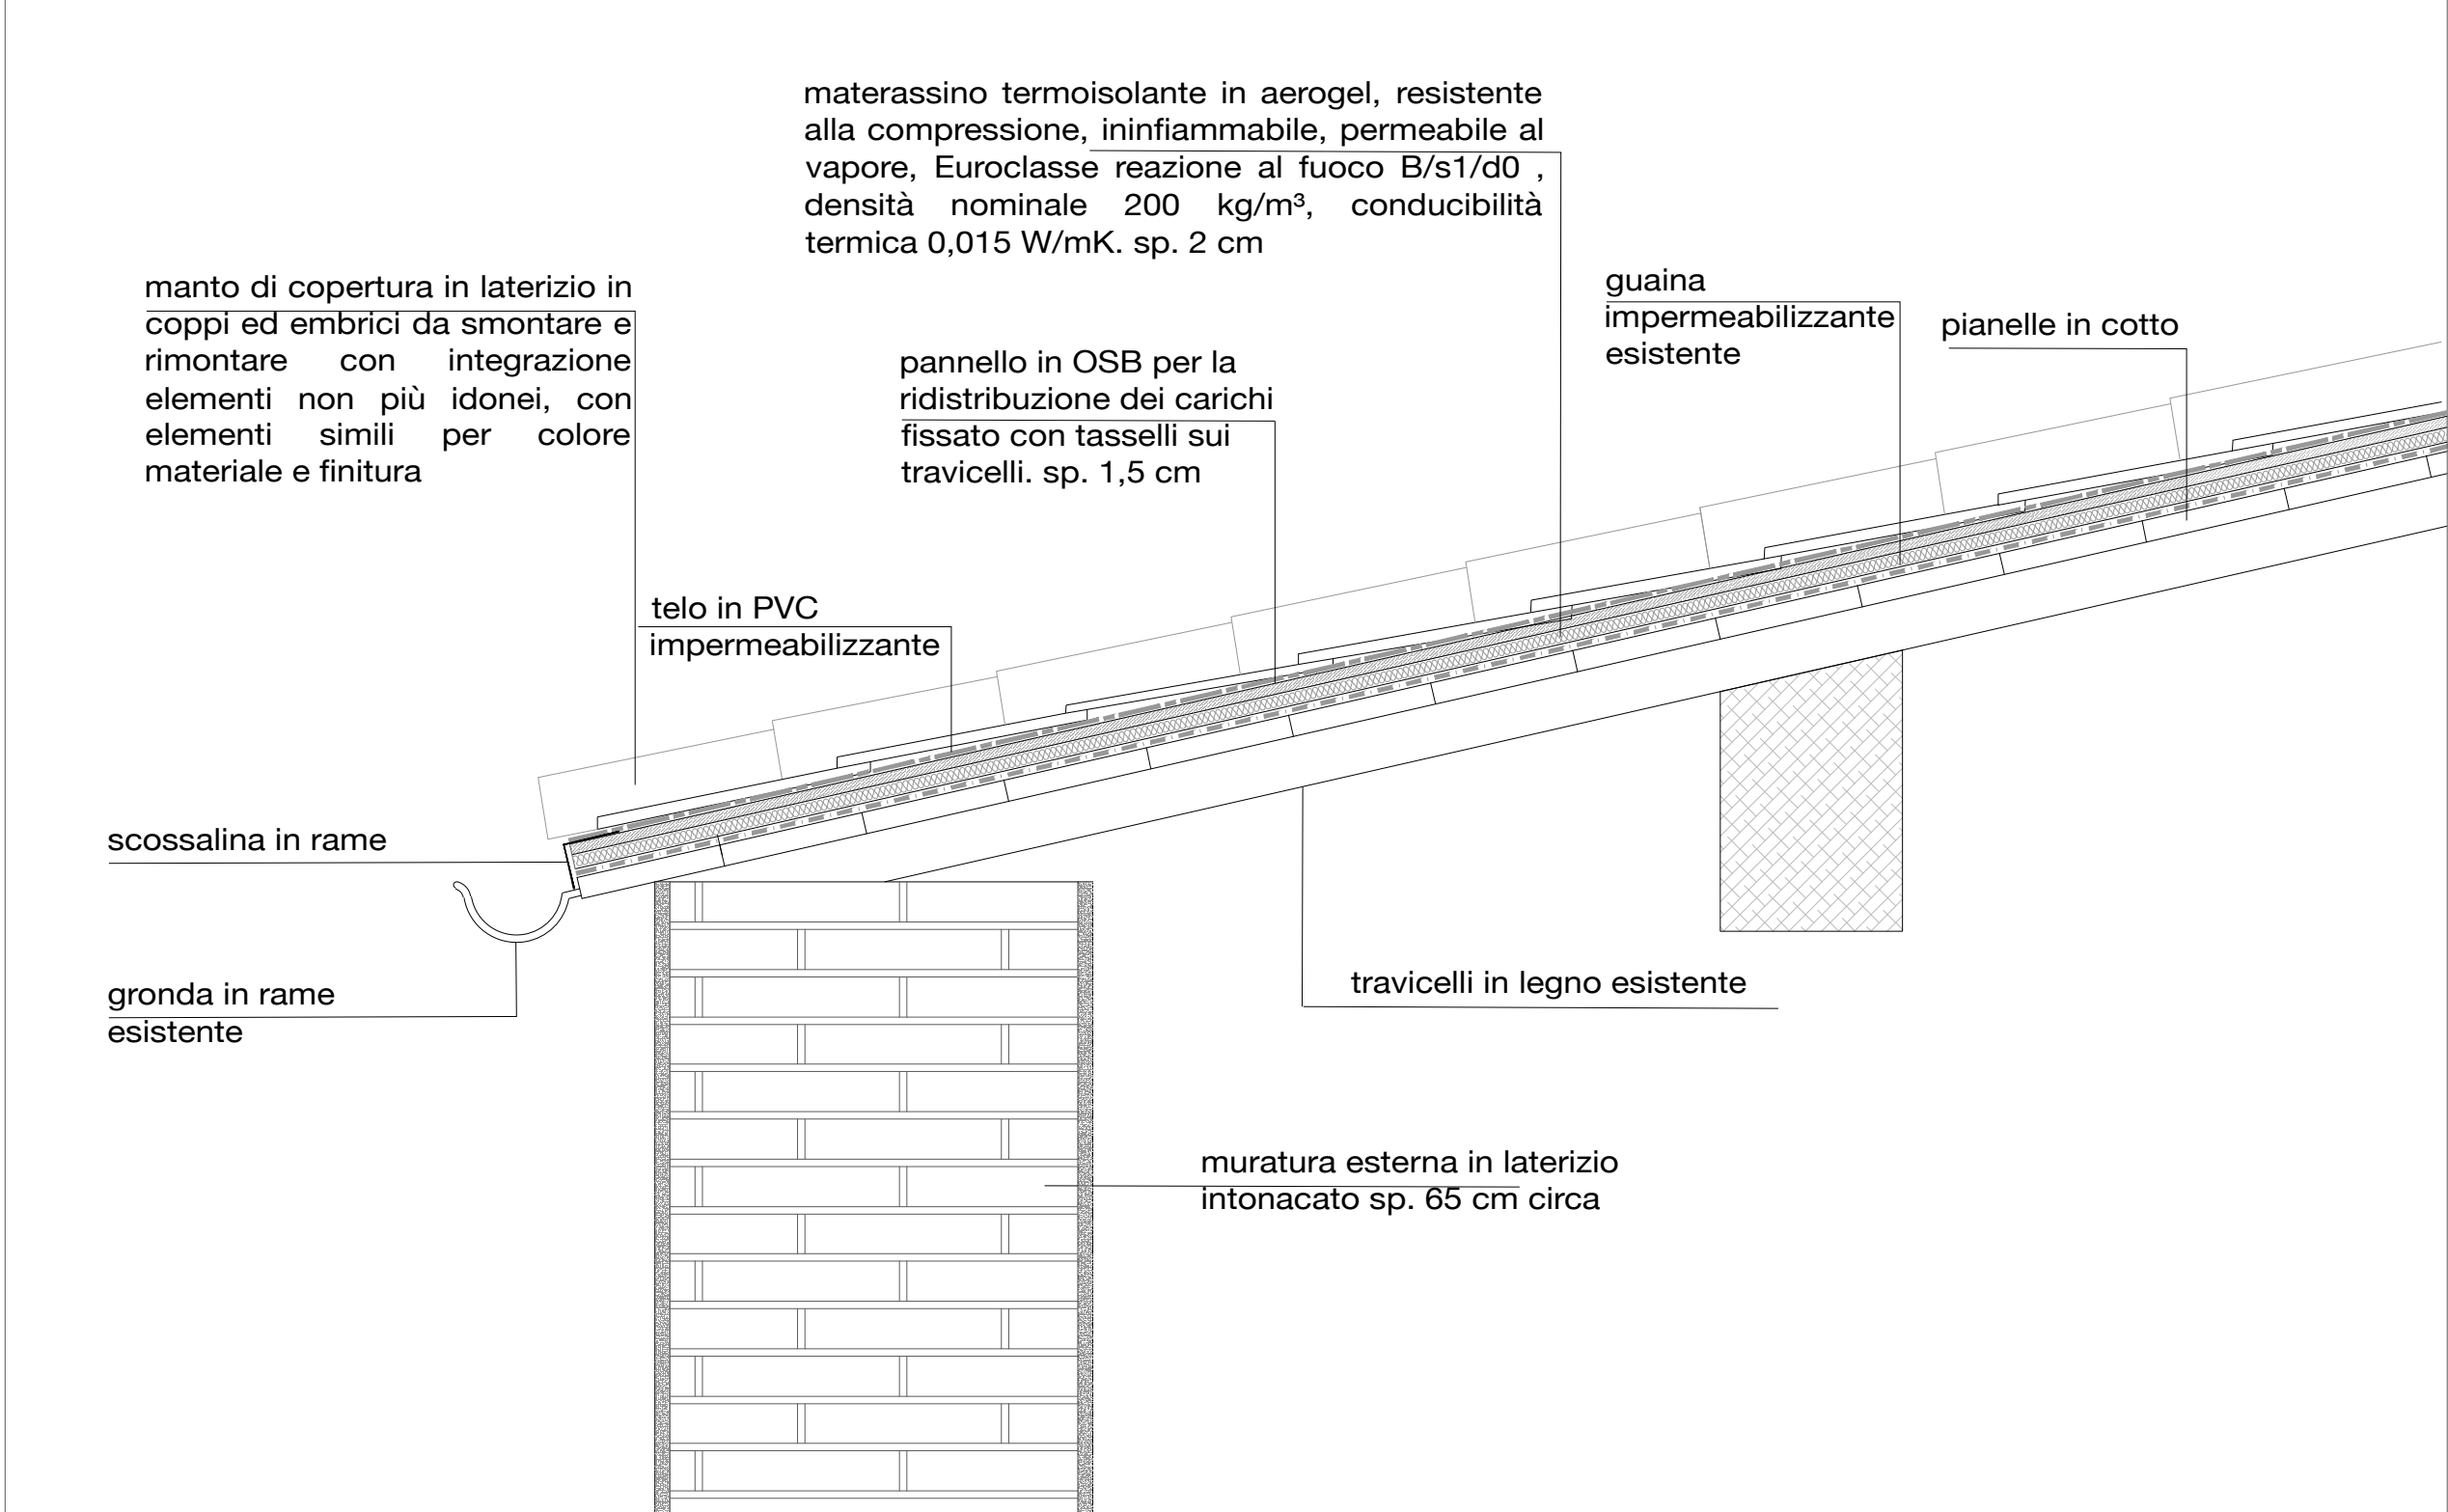 materassino termoisolante in aerogel, resistente
alla compressione, ininfiammabile, permeabile al
vapore, Euroclasse reazione al fuoco B/s1/d0 ,
densità nominale 200 kg/m³, conducibilità
termica 0,015 W/mK. sp. 2 cm
manto di copertura in laterizio in
coppi ed embrici da smontare e
rimontare con integrazione
elementi non più idonei, con
elementi simili per colore
materiale e finitura
pannello in OSB per la
ridistribuzione dei carichi
fissato con tasselli sui
travicelli. sp. 1,5 cm
guaina
impermeabilizzante
esistente
pianelle in cotto
telo in PVC
impermeabilizzante
scossalina in rame
gronda in rame
esistente
travicelli in legno esistente
muratura esterna in laterizio
intonacato sp. 65 cm circa